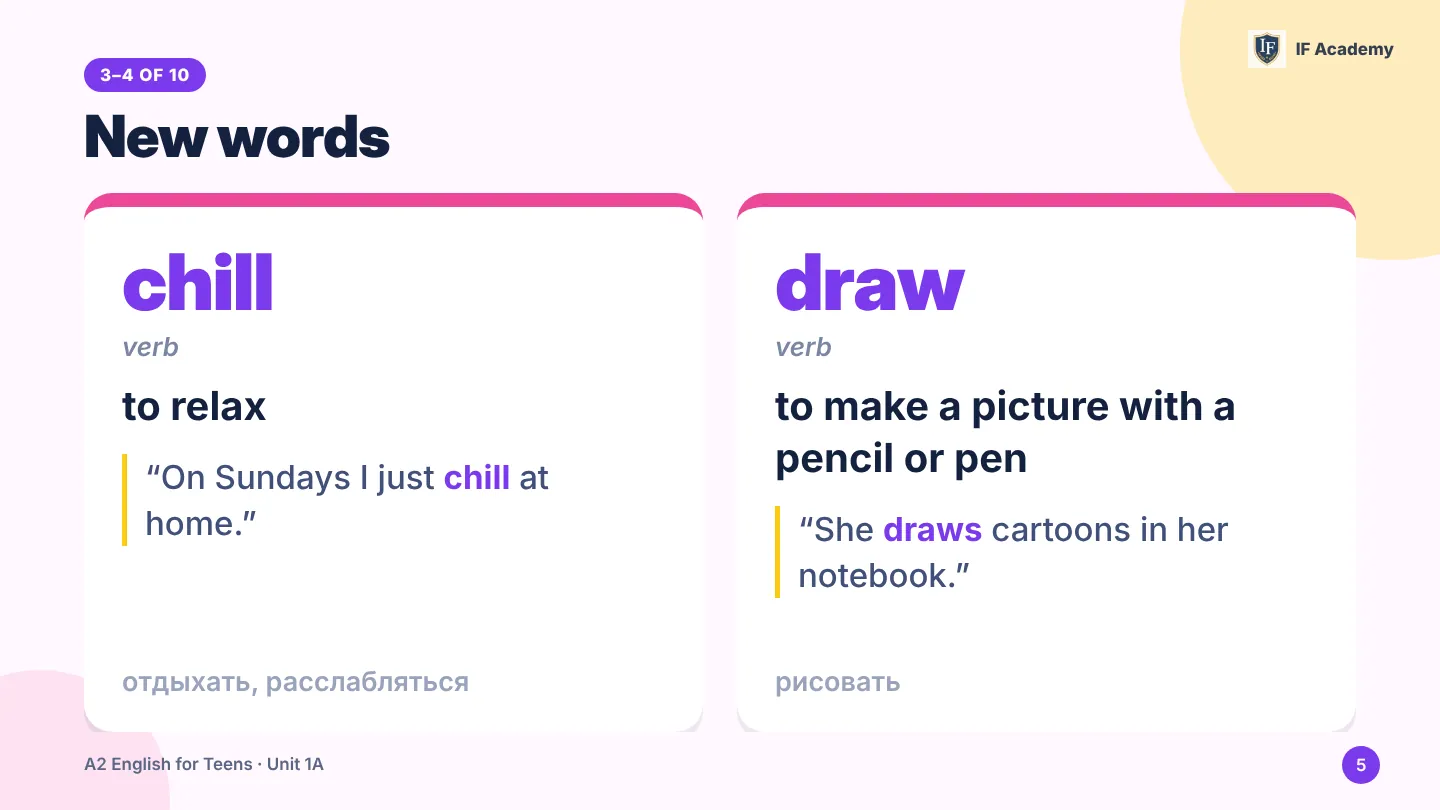 IF
IF Academy
3–4 OF 10
New words
chill
verb
to relax
“On Sundays I just chill at
home.”
отдыхать, расслабляться
draw
verb
to make a picture with a
pencil or pen
“She draws cartoons in her
notebook.”
рисовать
A2 English for Teens · Unit 1A
5